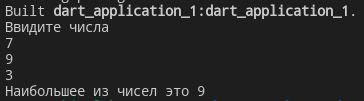 Built dart_application_1:dart_application_1.
Ввидите числа
7
9
3
Наибольшее из чисел это 9